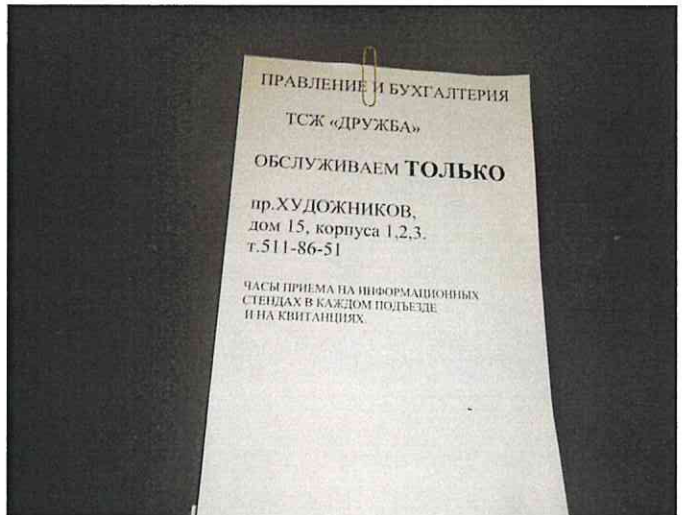 ПРАВЛЕНИЕ И БУХГАЛТЕРИЯ
ТСЖ «ДРУЖБА»
ОБСЛУЖИВАЕМ ТОЛЬКО
пр.ХУДОЖНИКОВ,
дом 15, корпуса 1,2,3.
т.511-86-51
ЧАСЫ ПРИЕМА НА ИНФОРМАЦИОННЫХ
СТЕНДАХ В КАЖДОМ ПОДЪЕЗДЕ
И НА КВИТАНЦИЯХ.